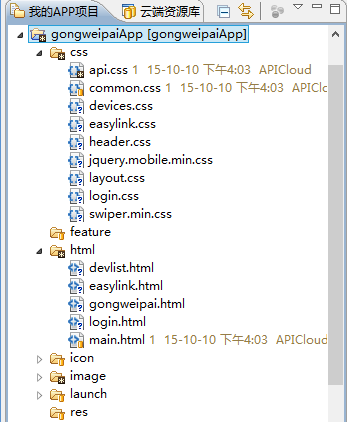 我的APP项目 云端资源库
gongweipaiApp [gongweipaiApp]
css
api.css 1 15-10-10 下午4:03 APICloud
common.css 1 15-10-10 下午4:03 APIClou
devices.css
easylink.css
header.css
jquery.mobile.min.css
layout.css
login.css
swiper.min.css
feature
html
devlist.html
easylink.html
gongweipai.html
login.html
main.html 1 15-10-10 下午4:03 APICloud
icon
image
launch
res